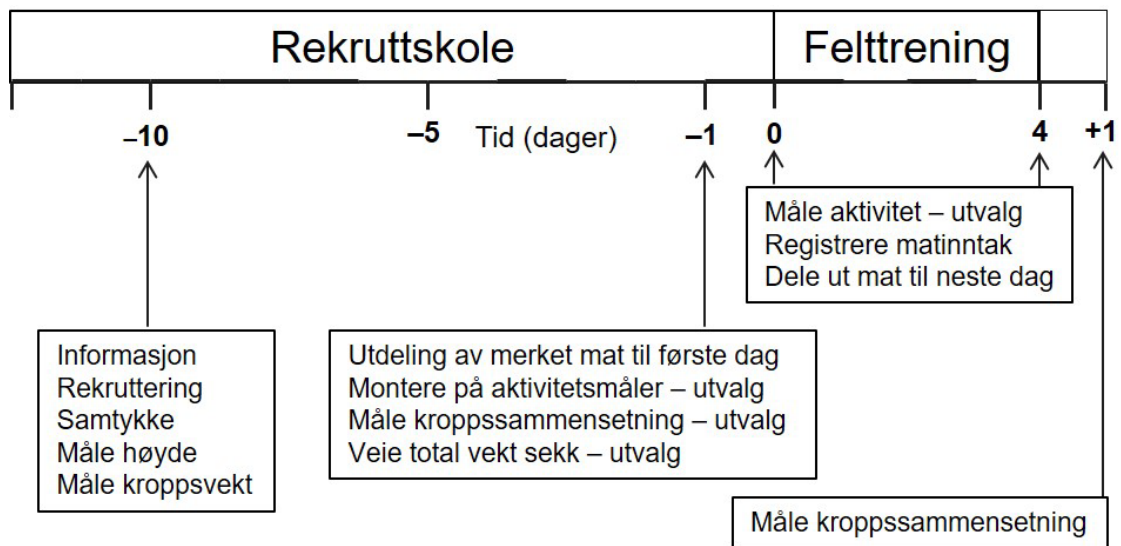 Rekruttskole Felttrening
–10 –5 Tid (dager) –1 0 4 +1
Måle aktivitet – utvalg
Registrere matinntak
Dele ut mat til neste dag
Informasjon
Rekruttering
Samtykke
Måle høyde
Måle kroppsvekt
Utdeling av merket mat til første dag
Montere på aktivitetsmåler – utvalg
Måle kroppssammensetning – utvalg
Veie total vekt sekk – utvalg
Måle kroppssammensetning